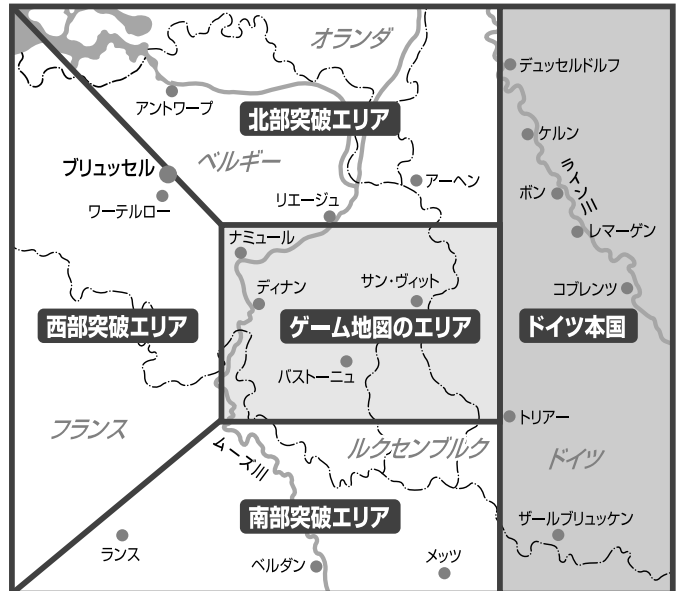 オランダ
デュッセルドルフ
アントワープ
北部突破エリア
ケルン
ブリュッセル
ベルギー
ライン川
アーヘン
ボン
ワーテルロー
リエージュ
レマーゲン
ナミュール
ディナン
サン・ヴィット
コブレンツ
西部突破エリア
ゲーム地図のエリア
ドイツ本国
バストーニュ
トリアー
フランス
ムーズ川
ルクセンブルク
ドイツ
南部突破エリア
ザールブリュッケン
ランス
ベルダン
メッツ